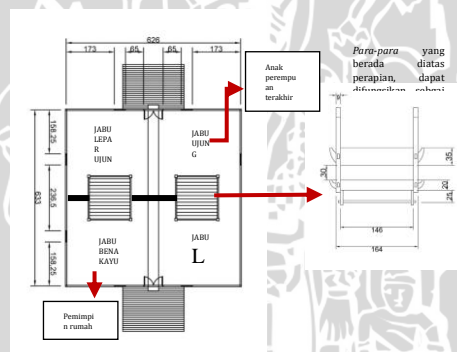 626
173
65
65
173
Anak
perempu
an
terakhir
Para-para yang
berada diatas
perapian, dapat
158.25
236.5
158.25
633
JABU
LEPA
R
UJUN
JABU
UJUN
G
JABU
BENA
KAYU
JABU
L
Pemimpi
n rumah
30
35
20
25
146
164